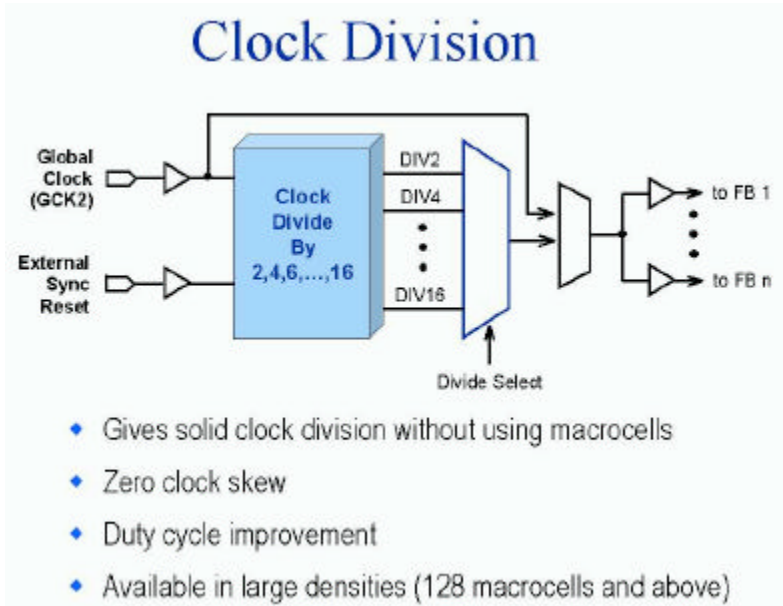 Clock Division
Global
Clock
(GCK2)
External
Sync
Reset
Clock
Divide
By
2,4,6,...,16
DIV2
DIV4
DIV16
Divide Select
to FB 1
to FB n
Gives solid clock division without using macrocells
Zero clock skew
Duty cycle improvement
Available in large densities (128 macrocells and above)